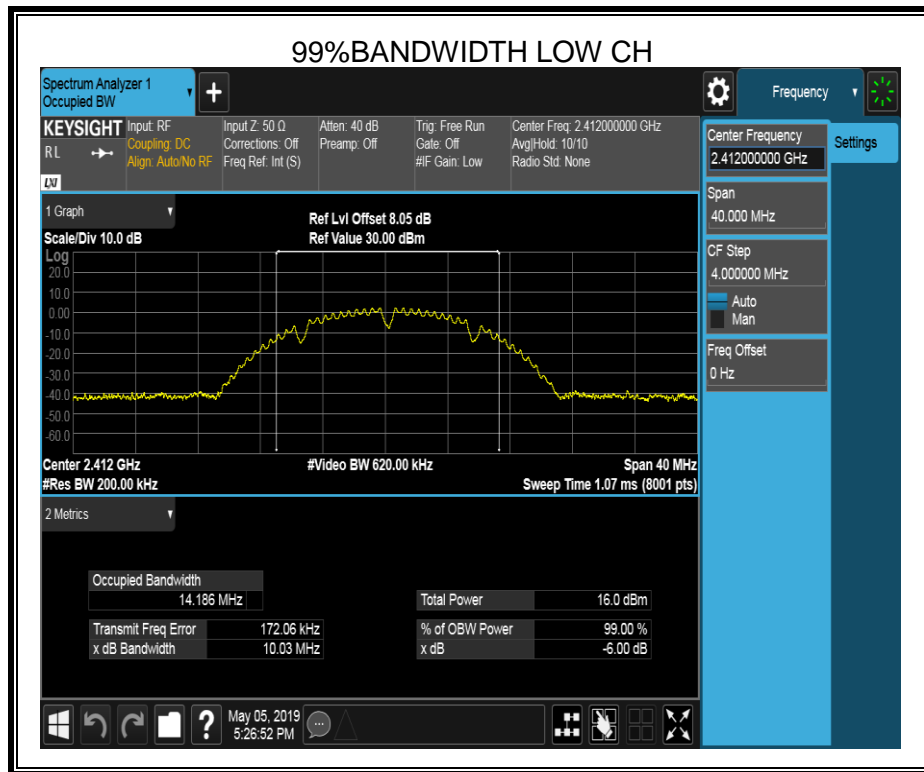 99%BANDWIDTH LOW CH
Spectrum Analyzer 1
Occupied BW
+
Frequency
KEYSIGHT
RL
LXI
Input: RF
Coupling: DC
Align: Auto/No RF
Input Z: 50 Ω
Corrections: Off
Freq Ref: Int (S)
Atten: 40 dB
Preamp: Off
Trig: Free Run
Gate: Off
#IF Gain: Low
Center Freq: 2.412000000 GHz
Avg|Hold: 10/10
Radio Std: None
Center Frequency
2.412000000 GHz
Settings
Span
40.000 MHz
CF Step
4.000000 MHz
Auto
Man
Freq Offset
0 Hz
1 Graph
Scale/Div 10.0 dB
Ref Lvl Offset 8.05 dB
Ref Value 30.00 dBm
Log
20.0
10.0
0.00
-10.0
-20.0
-30.0
-40.0
-50.0
-60.0
Center 2.412 GHz
#Video BW 620.00 kHz
Span 40 MHz
#Res BW 200.00 kHz
Sweep Time 1.07 ms (8001 pts)
2 Metrics
Occupied Bandwidth
14.186 MHz
Total Power 16.0 dBm
Transmit Freq Error 172.06 kHz
% of OBW Power 99.00 %
x dB Bandwidth 10.03 MHz
x dB -6.00 dB
?
May 05, 2019
5:26:52 PM